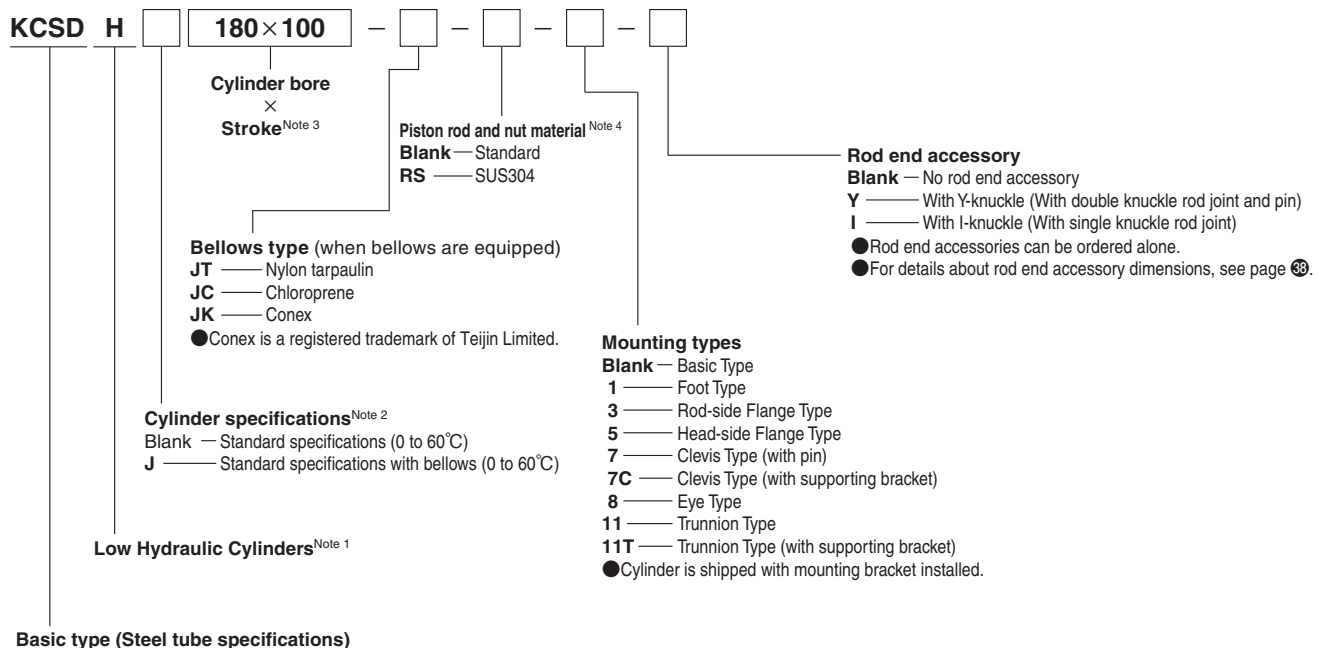 KCSD H 180×100 – – – –
Cylinder bore
×
Stroke Note 3
Piston rod and nut material Note 4
Blank — Standard
RS — SUS304
Rod end accessory
Blank — No rod end accessory
Y — With Y-knuckle (With double knuckle rod joint and pin)
I — With I-knuckle (With single knuckle rod joint)
●Rod end accessories can be ordered alone.
●For details about rod end accessory dimensions, see page 38.
Bellows type (when bellows are equipped)
JT — Nylon tarpaulin
JC — Chloroprene
JK — Conex
●Conex is a registered trademark of Teijin Limited.
Mounting types
Blank — Basic Type
1 — Foot Type
3 — Rod-side Flange Type
5 — Head-side Flange Type
7 — Clevis Type (with pin)
7C — Clevis Type (with supporting bracket)
8 — Eye Type
11 — Trunnion Type
11T — Trunnion Type (with supporting bracket)
●Cylinder is shipped with mounting bracket installed.
Cylinder specifications Note 2
Blank — Standard specifications (0 to 60℃)
J — Standard specifications with bellows (0 to 60℃)
Low Hydraulic Cylinders Note 1
Basic type (Steel tube specifications)